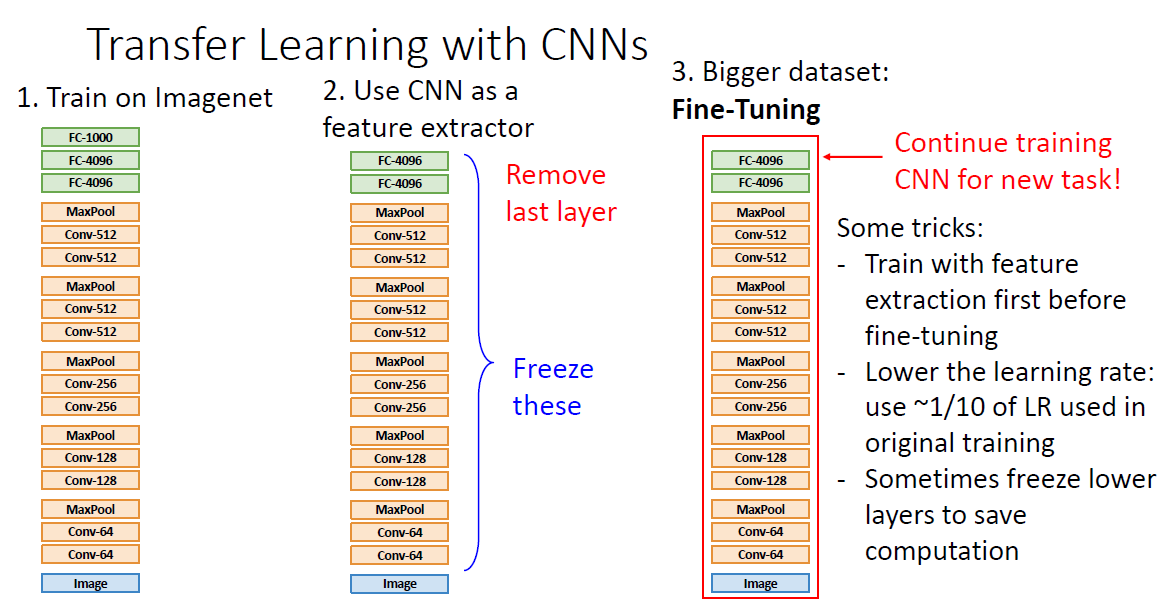 Transfer Learning with CNNs
1. Train on Imagenet
FC-1000
FC-4096
FC-4096
MaxPool
Conv-512
Conv-512
MaxPool
Conv-512
Conv-512
MaxPool
Conv-256
Conv-256
MaxPool
Conv-128
Conv-128
MaxPool
Conv-64
Conv-64
Image
2. Use CNN as a
feature extractor
FC-4096
FC-4096
MaxPool
Conv-512
Conv-512
MaxPool
Conv-512
Conv-512
MaxPool
Conv-256
Conv-256
MaxPool
Conv-128
Conv-128
MaxPool
Conv-64
Conv-64
Image
Remove
last layer
Freeze
these
3. Bigger dataset:
Fine-Tuning
FC-4096
FC-4096
MaxPool
Conv-512
Conv-512
MaxPool
Conv-512
Conv-512
MaxPool
Conv-256
Conv-256
MaxPool
Conv-128
Conv-128
MaxPool
Conv-64
Conv-64
Image
Continue training
CNN for new task!
Some tricks:
- Train with feature
extraction first before
fine-tuning
- Lower the learning rate:
use ~1/10 of LR used in
original training
- Sometimes freeze lower
layers to save
computation